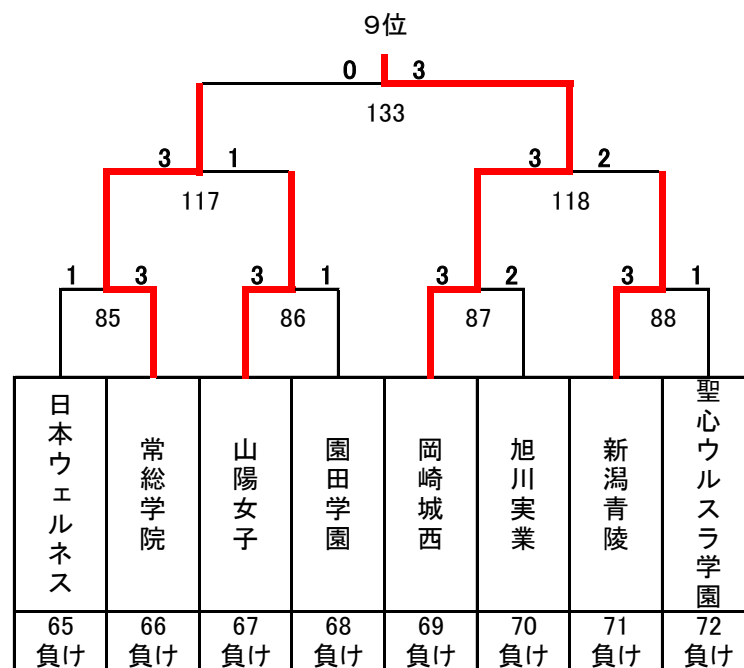 9位
0 3
133
3 1 3 2
117 118
1 3 3 1 3 2 3 1
85 86 87 88
日本ウェルネス
常総学院
山陽女子
園田学園
岡崎城西
旭川実業
新潟青陵
聖心ウルスラ学園
65 66 67 68 69 70 71 72
負け 負け 負け 負け 負け 負け 負け 負け